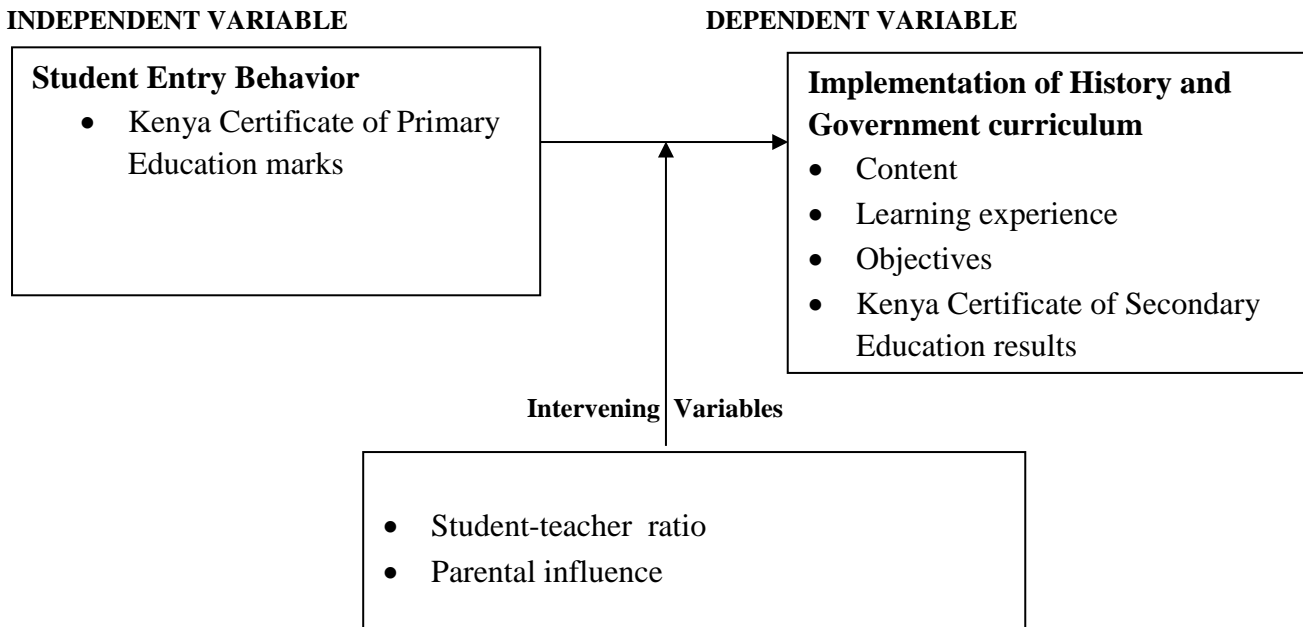 INDEPENDENT VARIABLE
DEPENDENT VARIABLE
Student Entry Behavior
• Kenya Certificate of Primary
Education marks
Implementation of History and
Government curriculum
• Content
• Learning experience
• Objectives
• Kenya Certificate of Secondary
Education results
Intervening Variables
• Student-teacher ratio
• Parental influence